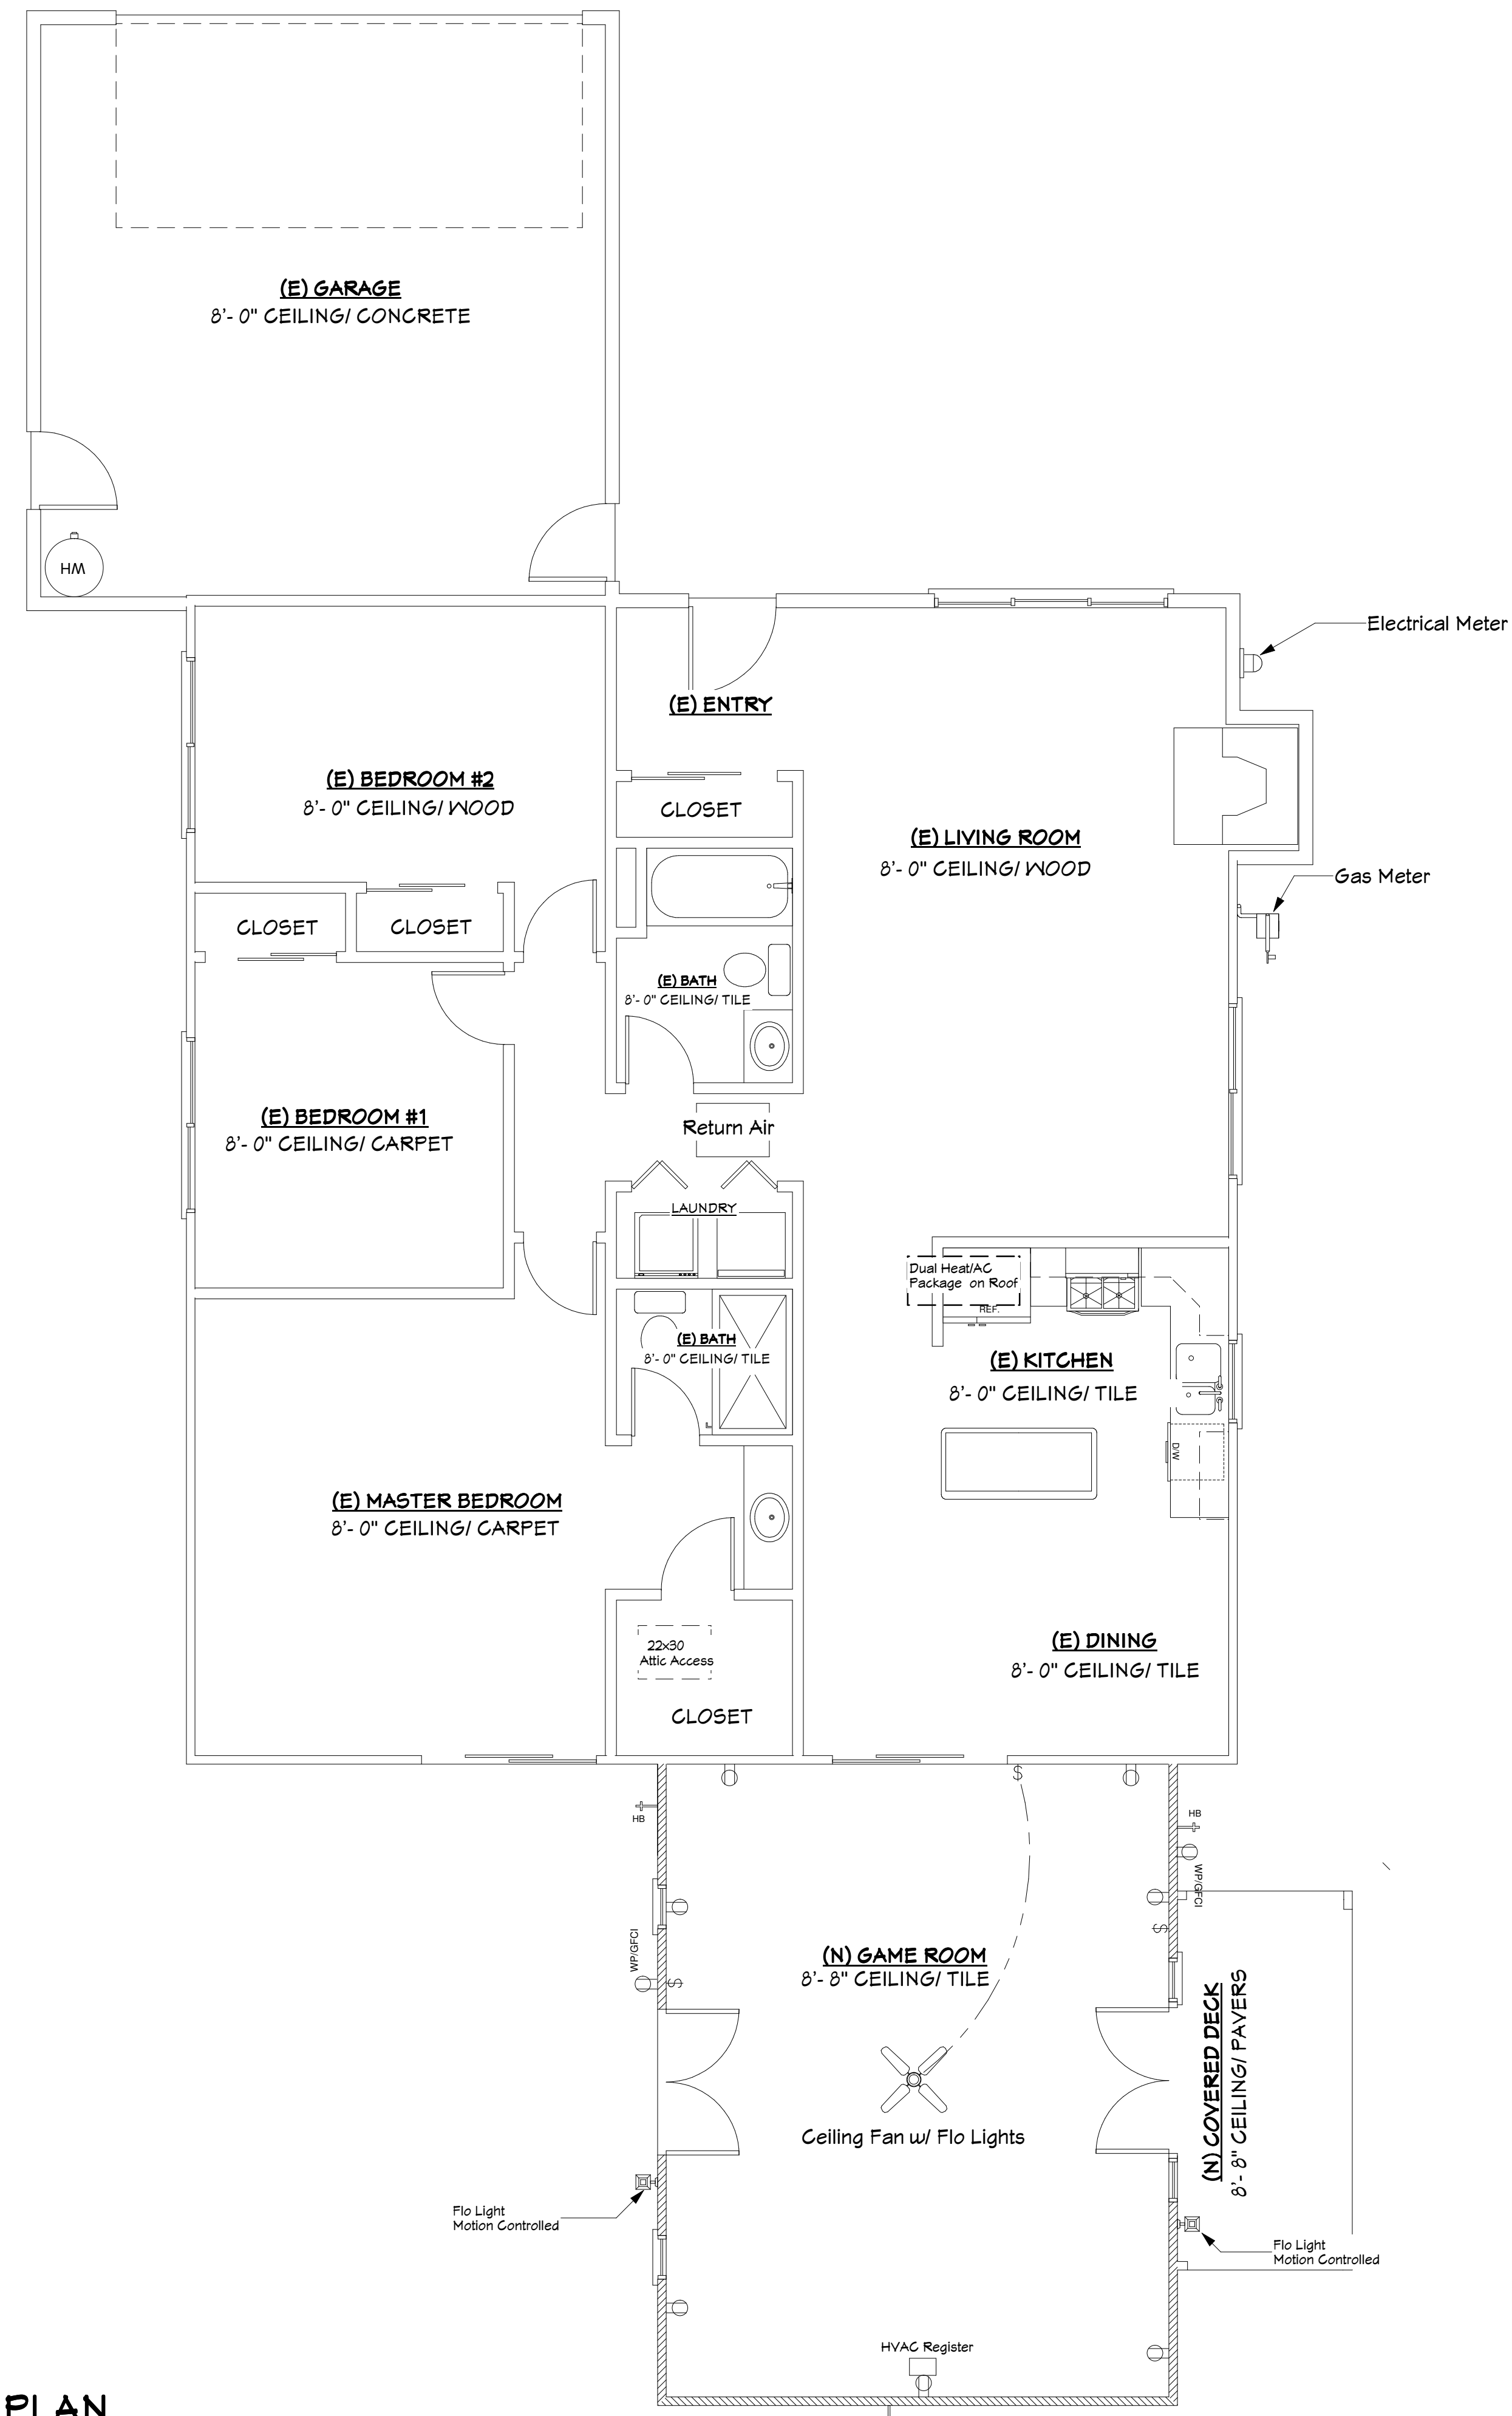 (E) GARAGE
8'- 0" CEILING/ CONCRETE
WH
Electrical Meter
(E) ENTRY
(E) BEDROOM #2
8'- 0" CEILING/ WOOD
CLOSET
(E) LIVING ROOM
8'- 0" CEILING/ WOOD
Gas Meter
CLOSET
CLOSET
(E) BATH
8'- 0" CEILING/ TILE
(E) BEDROOM #1
8'- 0" CEILING/ CARPET
Return Air
LAUNDRY
Dual Heat/AC
Package on Roof
REF.
(E) BATH
8'- 0" CEILING/ TILE
(E) KITCHEN
8'- 0" CEILING/ TILE
D/W
(E) MASTER BEDROOM
8'- 0" CEILING/ CARPET
22x30
Attic Access
CLOSET
(E) DINING
8'- 0" CEILING/ TILE
$
HB
HB
WP/GFCI
$
WP/GFCI
$
(N) GAME ROOM
8'- 8" CEILING/ TILE
(N) COVERED DECK
8'- 8" CEILING/ PAVERS
Ceiling Fan w/ Flo Lights
Flo Light
Motion Controlled
Flo Light
Motion Controlled
HVAC Register
PLAN